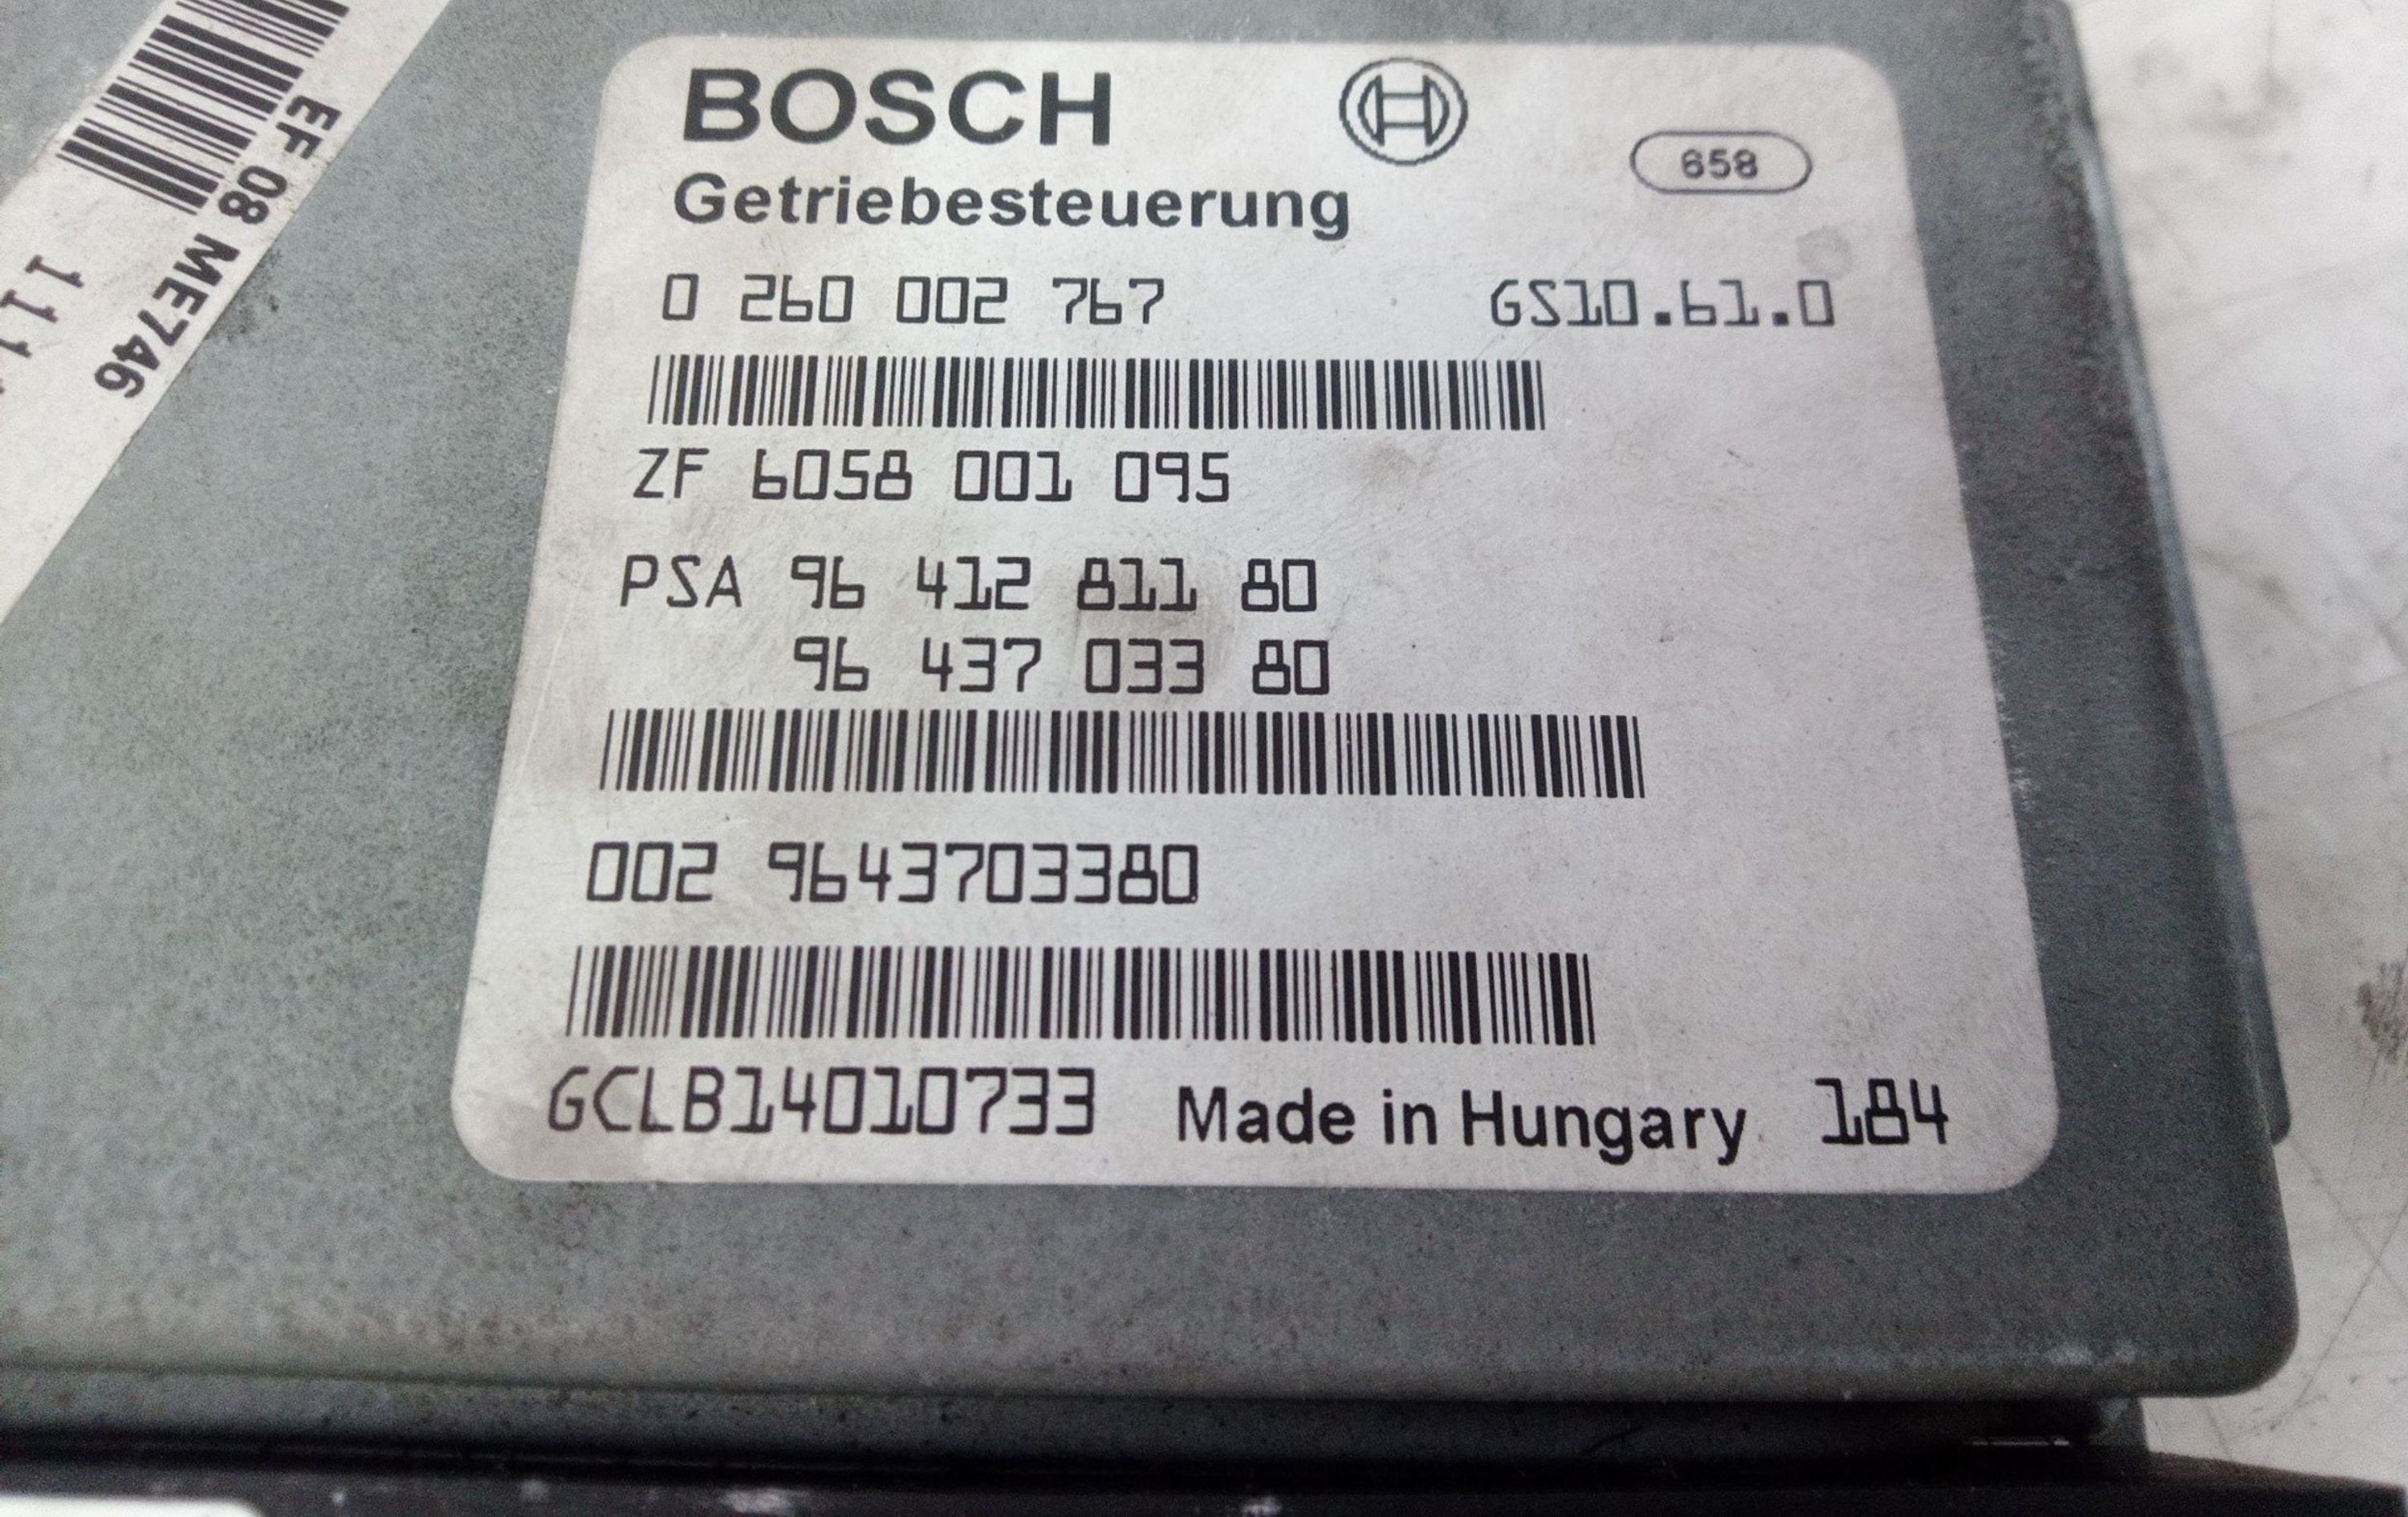 EF 08 ME746
BOSCH
658
Getriebesteuerung
0 260 002 767 GS10.61.0
ZF 6058 001 095
PSA 96 412 811 80
96 437 033 80
002 9643703380
GCLB14010733 Made in Hungary 184